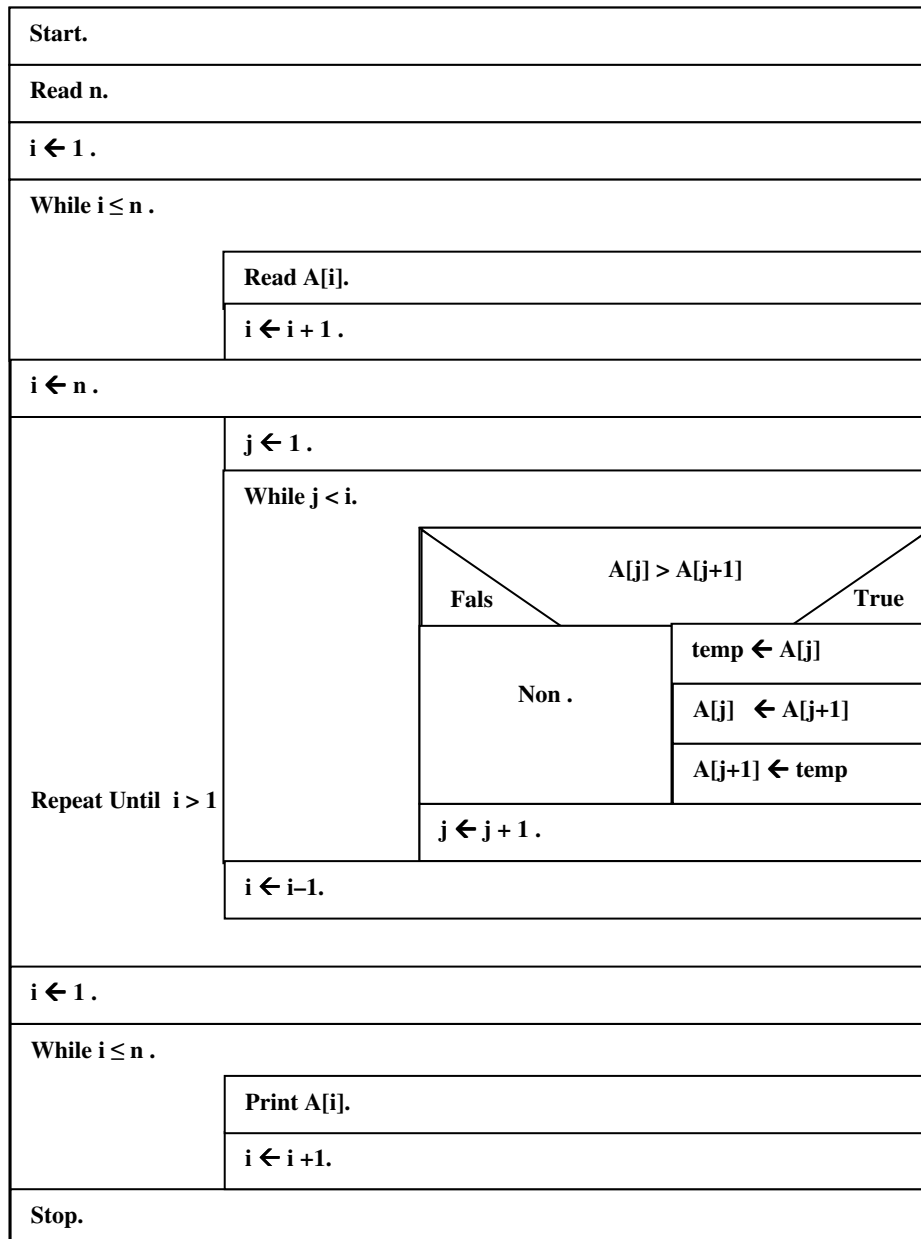 Start.
Read n.
i ← 1 .
While i ≤ n .
Read A[i].
i ← i + 1 .
i ← n .
j ← 1 .
While j < i.
A[j] > A[j+1]
Fals
True
temp ← A[j]
Non .
A[j] ← A[j+1]
A[j+1] ← temp
Repeat Until i > 1
j ← j + 1 .
i ← i–1.
i ← 1 .
While i ≤ n .
Print A[i].
i ← i +1.
Stop.